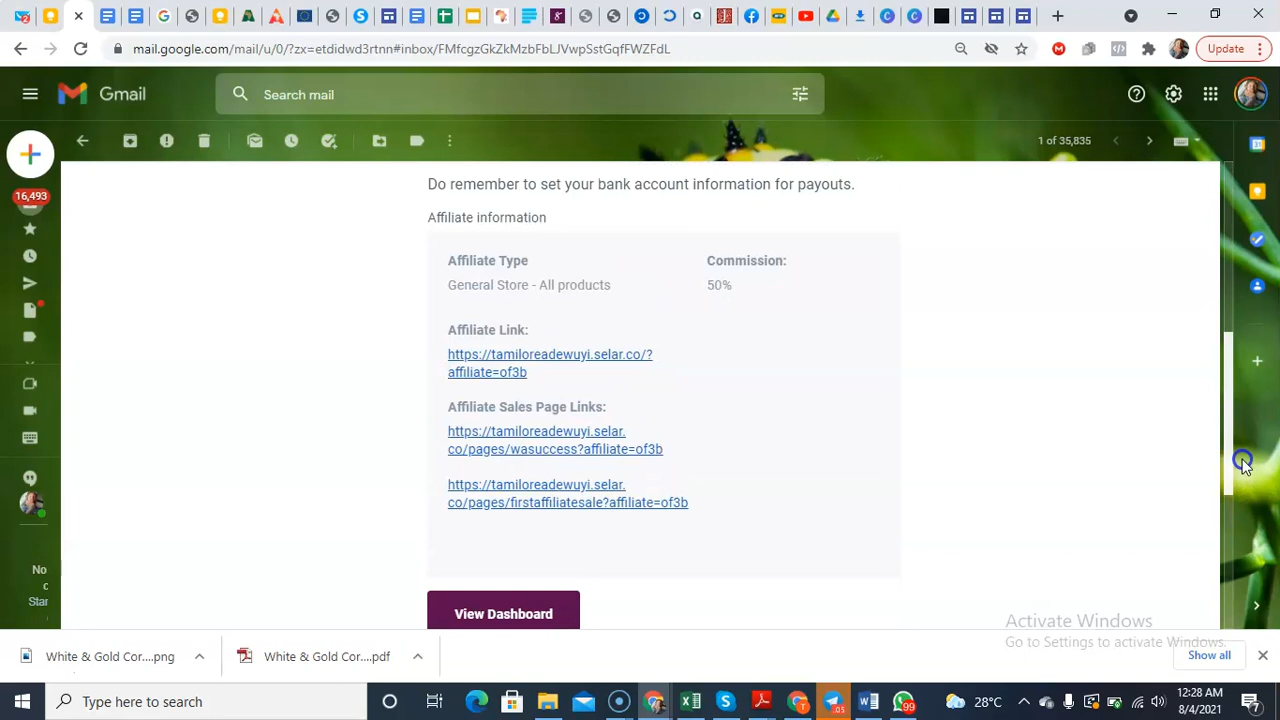 Update
mail.google.com/mail/u/0/?zx=etdidwd3rtnn#inbox/FMfcgzGkZkMzbFbLJVwpSstGqfFWZFdL
Gmail
Search mail
1 of 35,835
16,493
Do remember to set your bank account information for payouts.
Affiliate information
Affiliate Type
Commission:
General Store - All products
50%
Affiliate Link:
https://tamiloreadewuyi.selar.co/?
affiliate=of3b
Affiliate Sales Page Links:
https://tamiloreadewuyi.selar.
co/pages/wasuccess?affiliate=of3b
https://tamiloreadewuyi.selar.
co/pages/firstaffiliatesale?affiliate=of3b
No
c
Star
View Dashboard
Activate Windows
Go to Settings to activate Windows.
White & Gold Cor....png
White & Gold Cor....pdf
Show all
Type here to search
.05
99
28°C
12:28 AM
8/4/2021
7